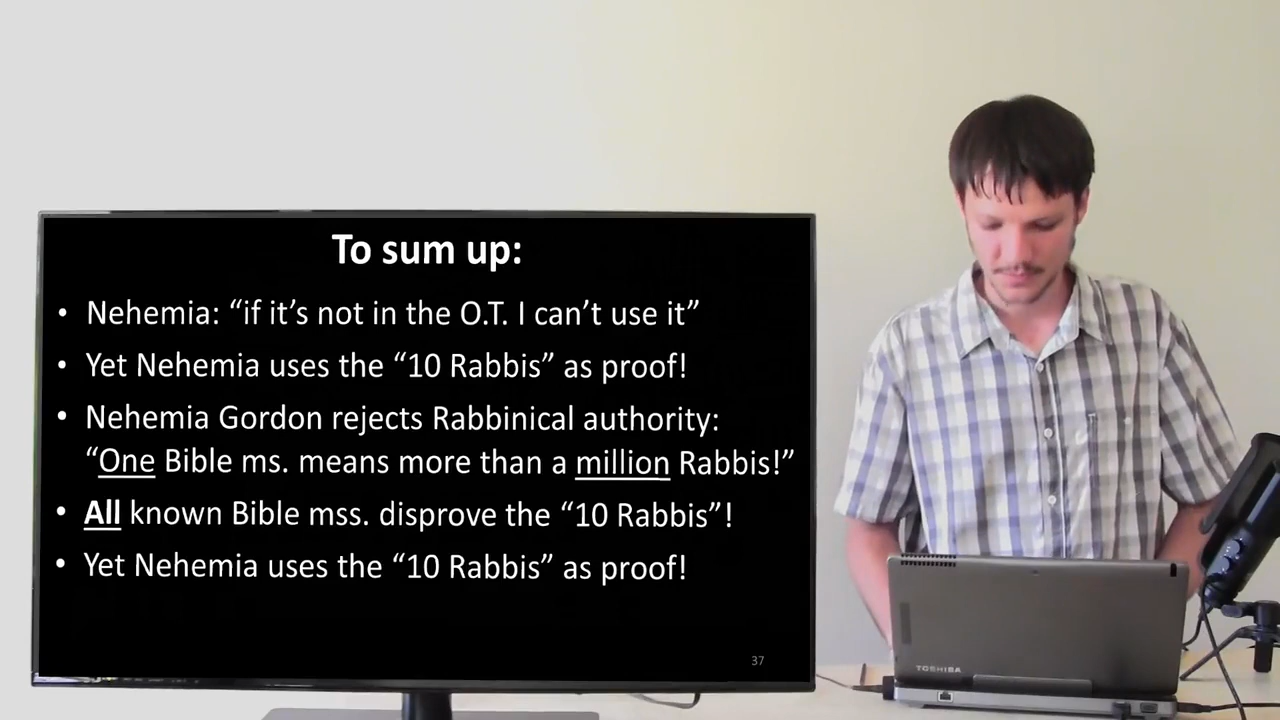 To sum up:
• Nehemia: “if it’s not in the O.T. I can’t use it”
• Yet Nehemia uses the “10 Rabbis” as proof!
• Nehemia Gordon rejects Rabbinical authority:
“One Bible ms. means more than a million Rabbis!”
• All known Bible mss. disprove the “10 Rabbis”!
• Yet Nehemia uses the “10 Rabbis” as proof!
37
TOSHIBA